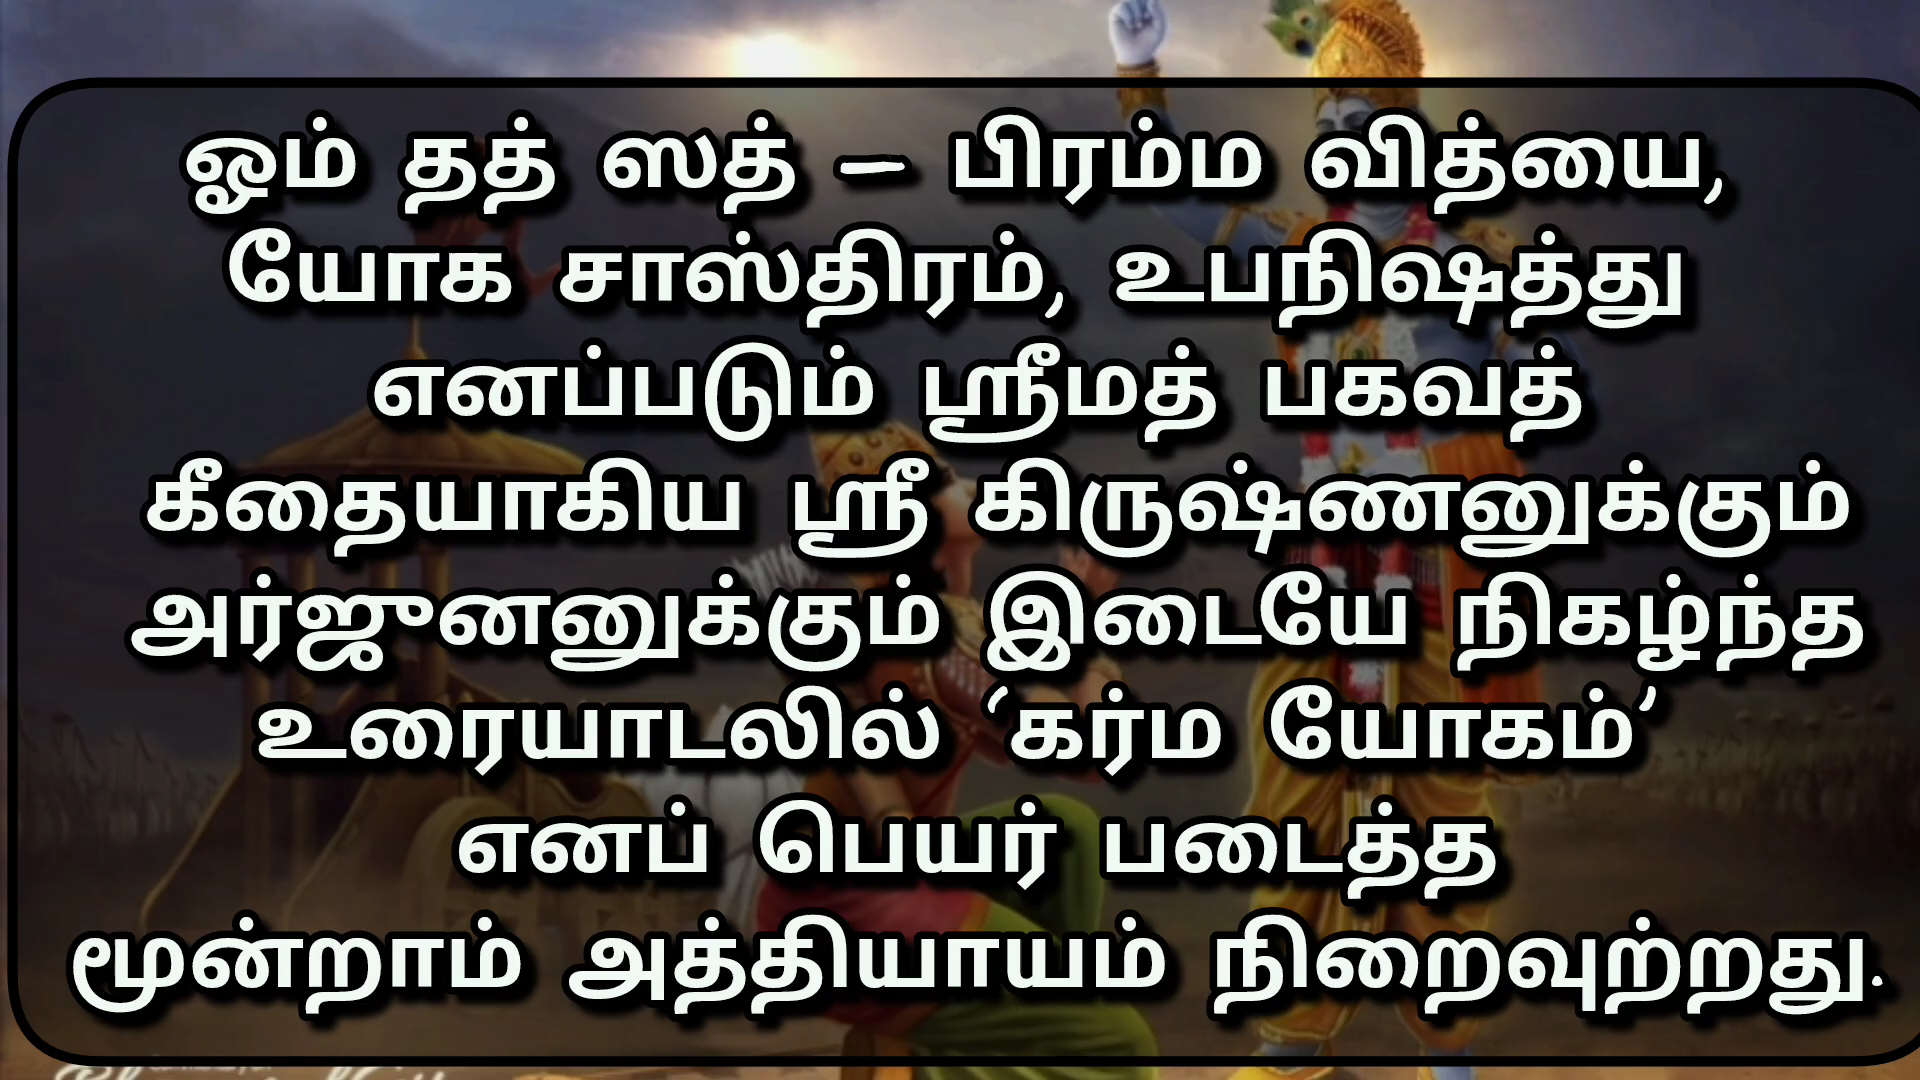 ஓம் தத் ஸத் – பிரம்ம வித்யை,
யோக சாஸ்திரம், உபநிஷத்து
எனப்படும் ஸ்ரீமத் பகவத்
கீதையாகிய ஸ்ரீ கிருஷ்ணனுக்கும்
அர்ஜுனனுக்கும் இடையே நிகழ்ந்த
உரையாடலில் ‘கர்ம யோகம்’
எனப் பெயர் படைத்த
மூன்றாம் அத்தியாயம் நிறைவுற்றது.